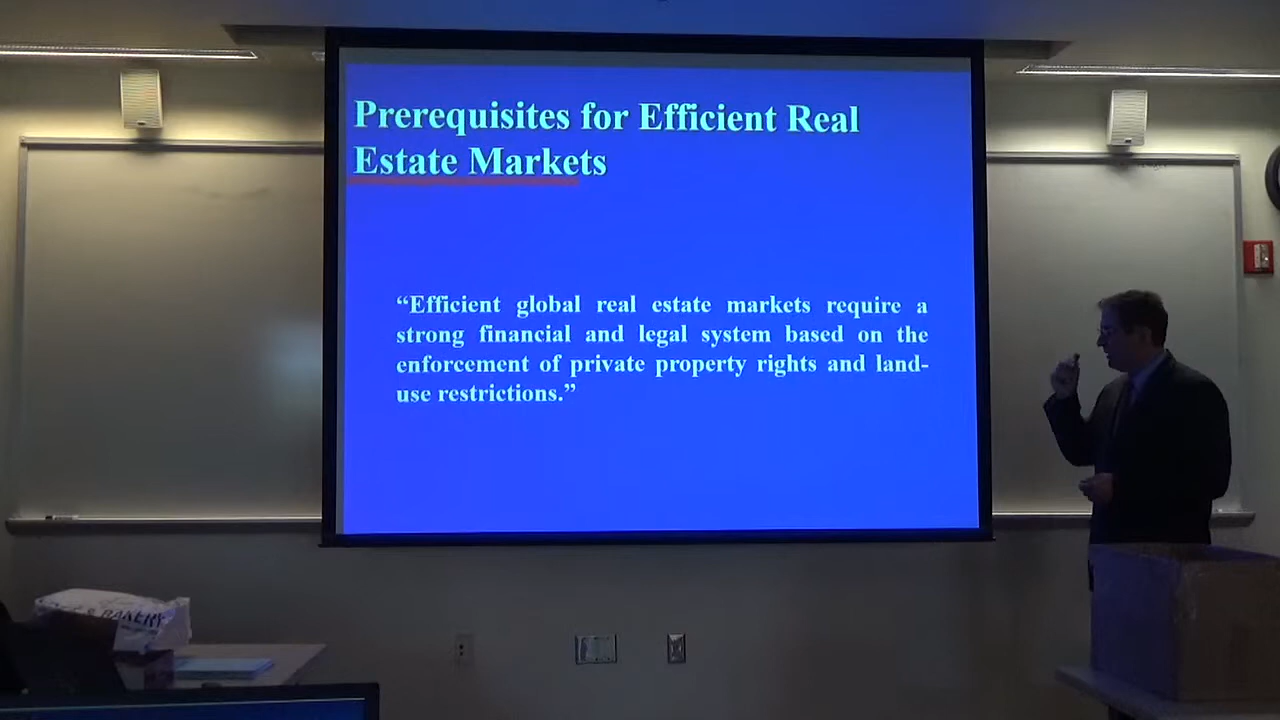 Prerequisites for Efficient Real
Estate Markets
“Efficient global real estate markets require a
strong financial and legal system based on the
enforcement of private property rights and land-
use restrictions.”
& BAKERY